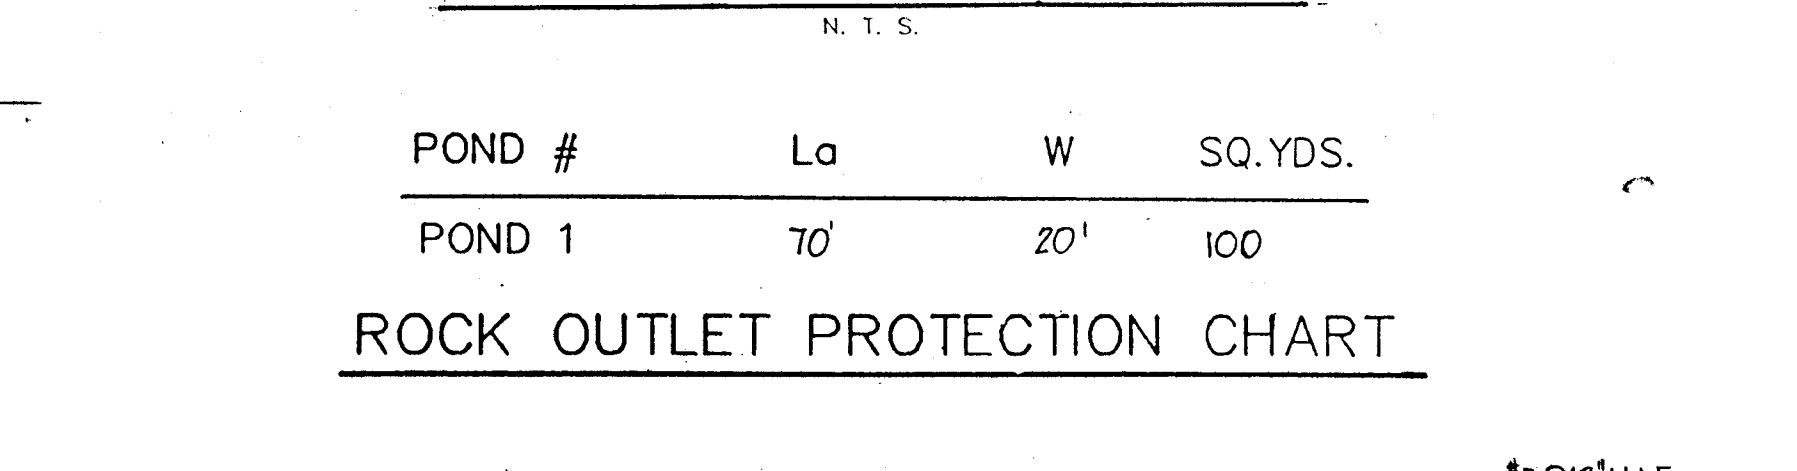 N. T. S.
POND # La W SQ.YDS.
POND 1 70' 20' 100
ROCK OUTLET PROTECTION CHART